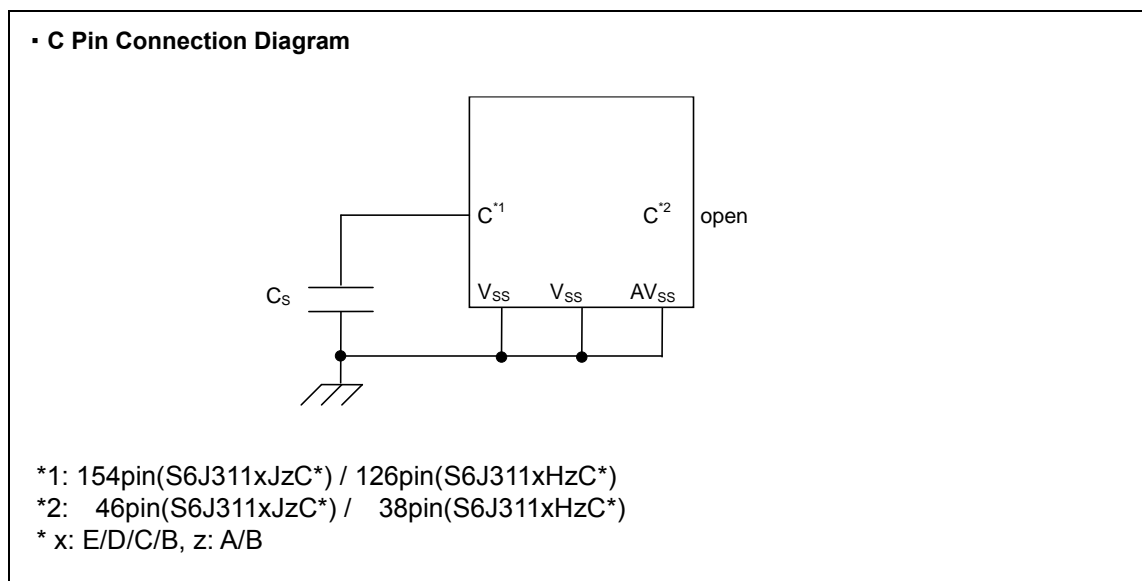 ▪ C Pin Connection Diagram
C*1
C*2
open
CS
VSS
VSS
AVSS
*1: 154pin(S6J311xJzC*) / 126pin(S6J311xHzC*)
*2: 46pin(S6J311xJzC*) / 38pin(S6J311xHzC*)
* x: E/D/C/B, z: A/B